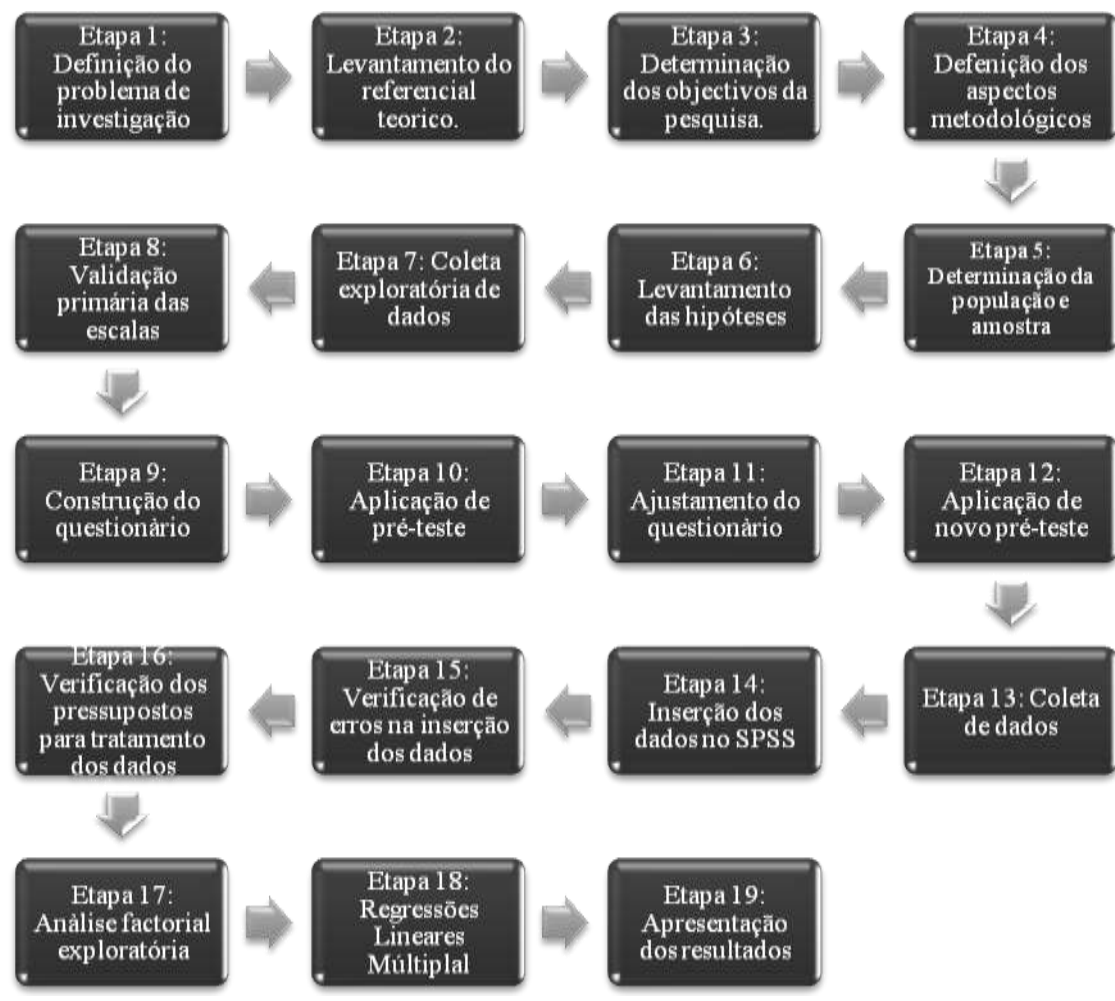 Etapa 1:
Definição do
problema de
investigação
Etapa 2:
Levantamento do
referencial
teorico.
Etapa 3:
Determinação
dos objectivos da
pesquisa.
Etapa 4:
Defenição dos
aspectos
metodológicos
Etapa 5:
Determinação da
população e
amostra
Etapa 6:
Levantamento
das hipóteses
Etapa 7: Coleta
exploratória de
dados
Etapa 8:
Validação
primária das
escalas
Etapa 9:
Construção do
questionário
Etapa 10:
Aplicação de
pré-teste
Etapa 11:
Ajustamento do
questionário
Etapa 12:
Aplicação de
novo pré-teste
Etapa 13: Coleta
de dados
Etapa 14:
Inserção dos
dados no SPSS
Etapa 15:
Verificação de
erros na inserção
dos dados
Etapa 16:
Verificação dos
pressupostos
para tratamento
dos dados
Etapa 17:
Análise factorial
exploratória
Etapa 18:
Regressões
Lineares
Múltiplal
Etapa 19:
Apresentação
dos resultados